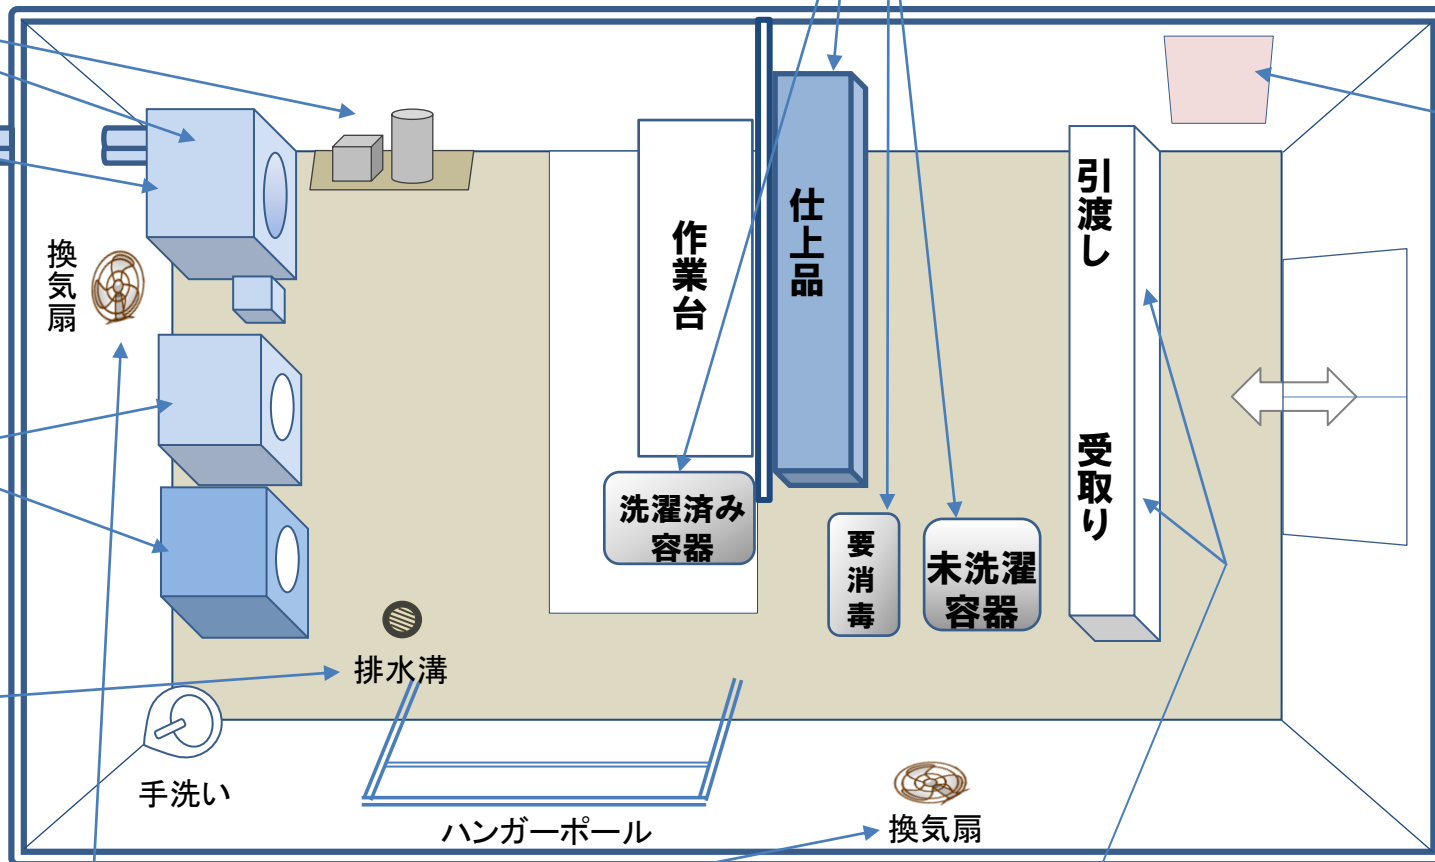 換気扇
作業台
仕上品
引渡し
受取り
洗濯済み
容器
要消毒
未洗濯
容器
排水溝
手洗い
ハンガーポール
換気扇